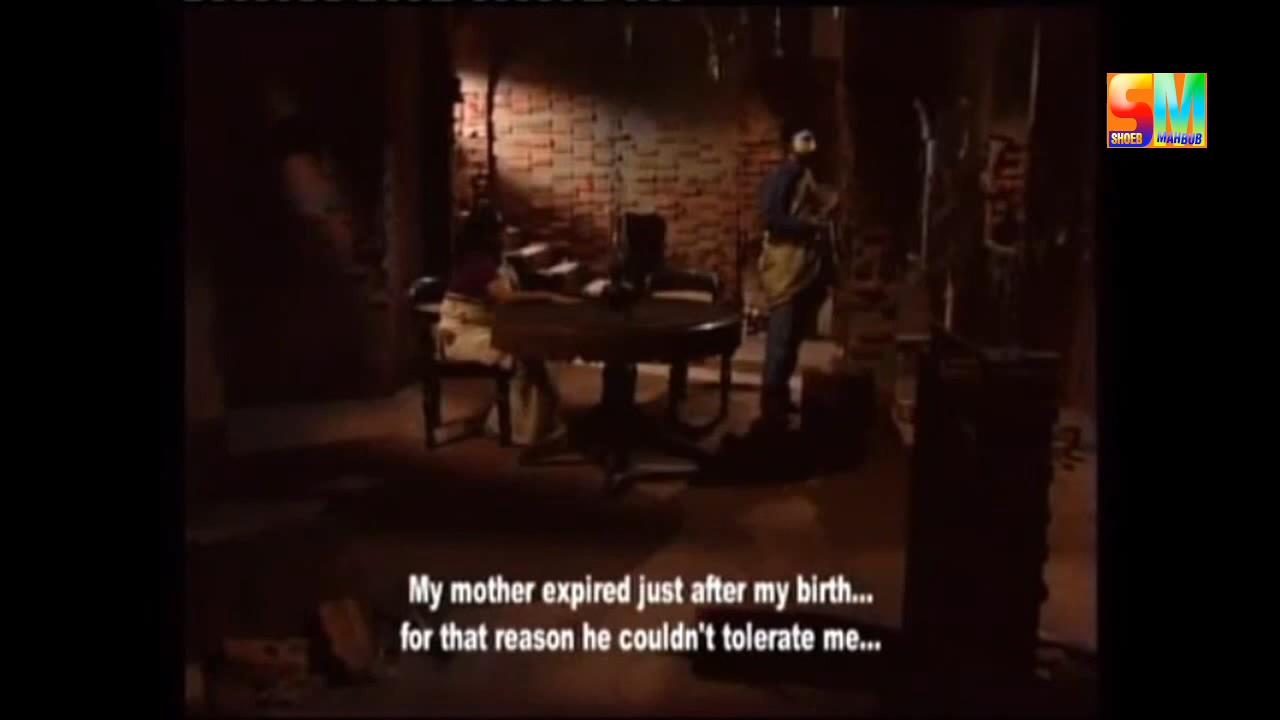 SM
SHOEB MAHBUB
My mother expired just after my birth...
for that reason he couldn't tolerate me...